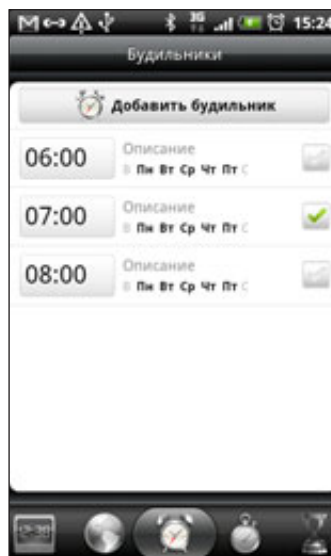 3G 15:24
Будильники
Добавить будильник
06:00 Описание
В Пн Вт Ср Чт Пт С
07:00 Описание
В Пн Вт Ср Чт Пт С
08:00 Описание
В Пн Вт Ср Чт Пт С